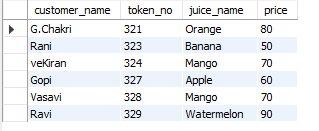 customer_name token_no juice_name price
G.Chakri 321 Orange 80
Rani 323 Banana 50
veKiran 324 Mango 70
Gopi 327 Apple 60
Vasavi 328 Mango 70
Ravi 329 Watermelon 90